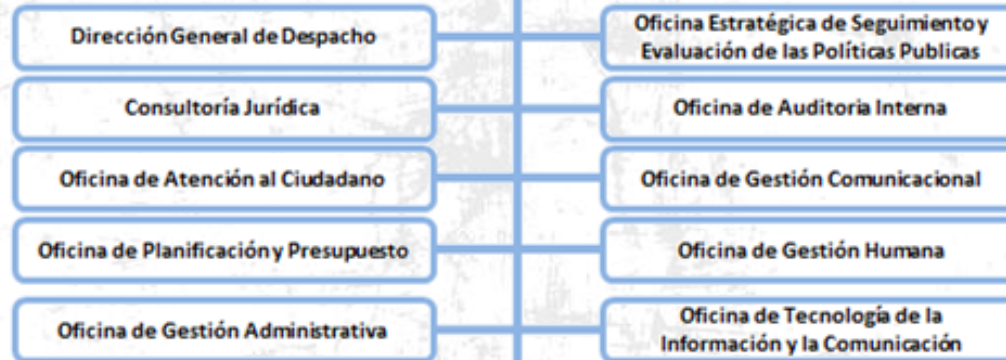 Dirección General de Despacho
Oficina Estratégica de Seguimiento y
Evaluación de las Políticas Publicas
Consultoría Jurídica
Oficina de Auditoria Interna
Oficina de Atención al Ciudadano
Oficina de Gestión Comunicacional
Oficina de Planificación y Presupuesto
Oficina de Gestión Humana
Oficina de Gestión Administrativa
Oficina de Tecnología de la
Información y la Comunicación